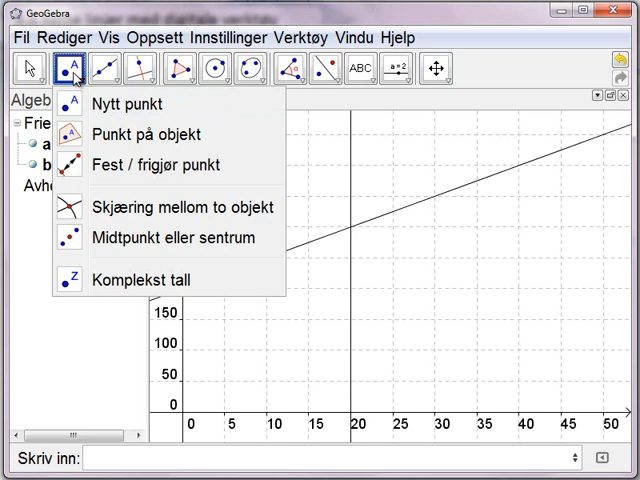 GeoGebra
Fil Rediger Vis Oppsett Innstillinger Verktøy Vindu Hjelp
A
ABC
a = 2
Algeb
A Nytt punkt
Frie
A Punkt på objekt
a
Fest / frigjør punkt
b
Avh
Skjæring mellom to objekt
Midtpunkt eller sentrum
Z Komplekst tall
150
100
50
0
0 5 10 15 20 25 30 35 40 45 50
Skriv inn: